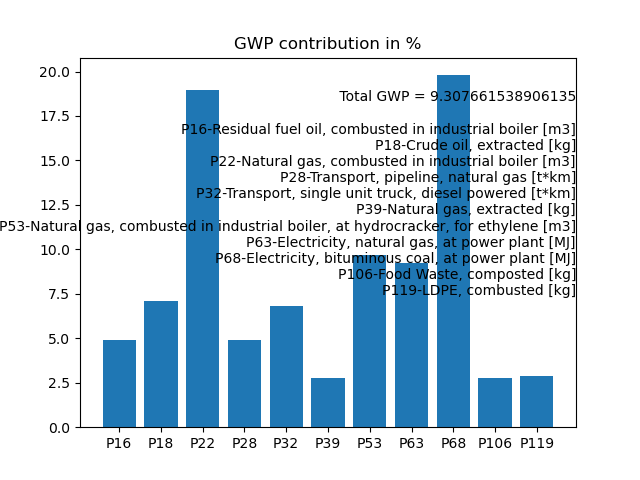 GWP contribution in %
20.0
17.5
15.0
12.5
10.0
7.5
5.0
2.5
0.0
Total GWP = 9.307661538906135
P16-Residual fuel oil, combusted in industrial boiler [m3]
P18-Crude oil, extracted [kg]
P22-Natural gas, combusted in industrial boiler [m3]
P28-Transport, pipeline, natural gas [t*km]
P32-Transport, single unit truck, diesel powered [t*km]
P39-Natural gas, extracted [kg]
P53-Natural gas, combusted in industrial boiler, at hydrocracker, for ethylene [m3]
P63-Electricity, natural gas, at power plant [MJ]
P68-Electricity, bituminous coal, at power plant [MJ]
P106-Food Waste, composted [kg]
P119-LDPE, combusted [kg]
P16 P18 P22 P28 P32 P39 P53 P63 P68 P106 P119